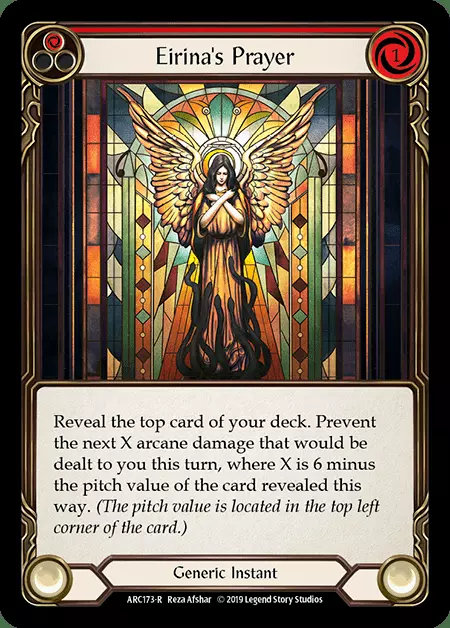 Eirina's Prayer
1
Reveal the top card of your deck. Prevent
the next X arcane damage that would be
dealt to you this turn, where X is 6 minus
the pitch value of the card revealed this
way. (The pitch value is located in the top left
corner of the card.)
Generic Instant
ARC173-R Reza Afshar © 2019 Legend Story Studios